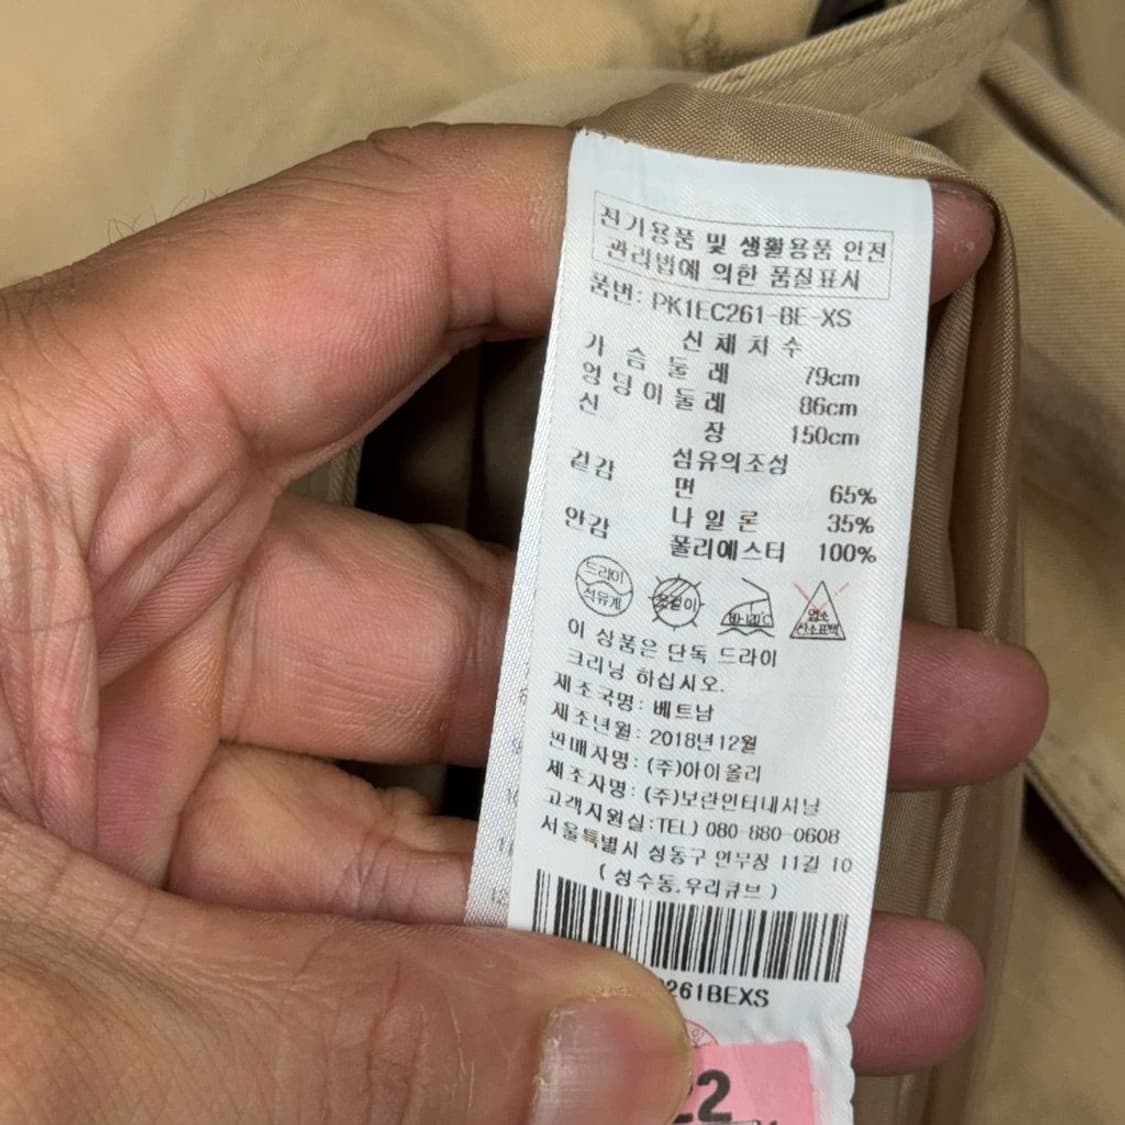 전기용품 및 생활용품 안전
관리법에 의한 품질표시
품번: PK1EC261-BE-XS
신체치수
가슴둘레 79cm
엉덩이둘레 86cm
신장 150cm
섬유의조성
겉감 면 65%
나일론 35%
안감 폴리에스터 100%
드라이
석유계
손빨이
80-120℃
염소
산소표백
이 상품은 단독 드라이
크리닝 하십시오.
제조국명: 베트남
제조년월: 2018년12월
판매자명: (주)아이올리
제조자명: (주)보란인터내셔날
고객지원실:TEL) 080-880-0608
서울특별시 성동구 연무장 11길 10
(성수동,우리큐브)
261BEXS
22